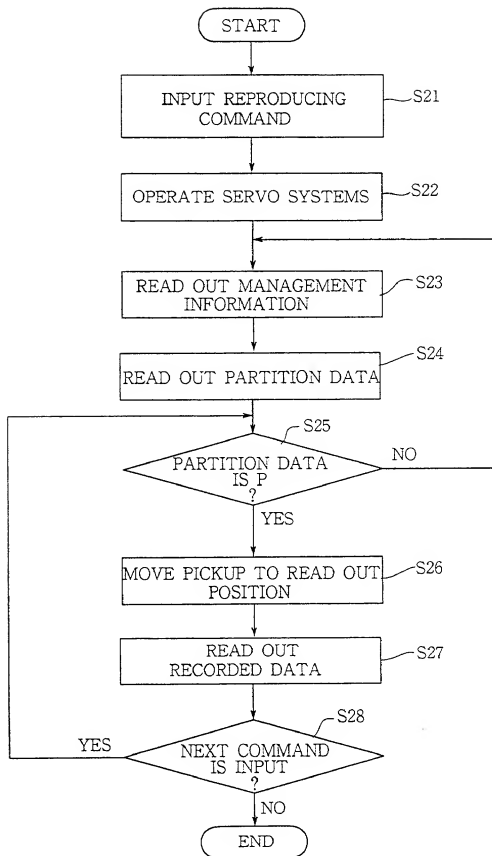 START
INPUT REPRODUCING
COMMAND
S21
OPERATE SERVO SYSTEMS
S22
READ OUT MANAGEMENT
INFORMATION
S23
READ OUT PARTITION DATA
S24
PARTITION DATA
IS P
?
S25
NO
YES
MOVE PICKUP TO READ OUT
POSITION
S26
READ OUT
RECORDED DATA
S27
NEXT COMMAND
IS INPUT
?
S28
YES
NO
END